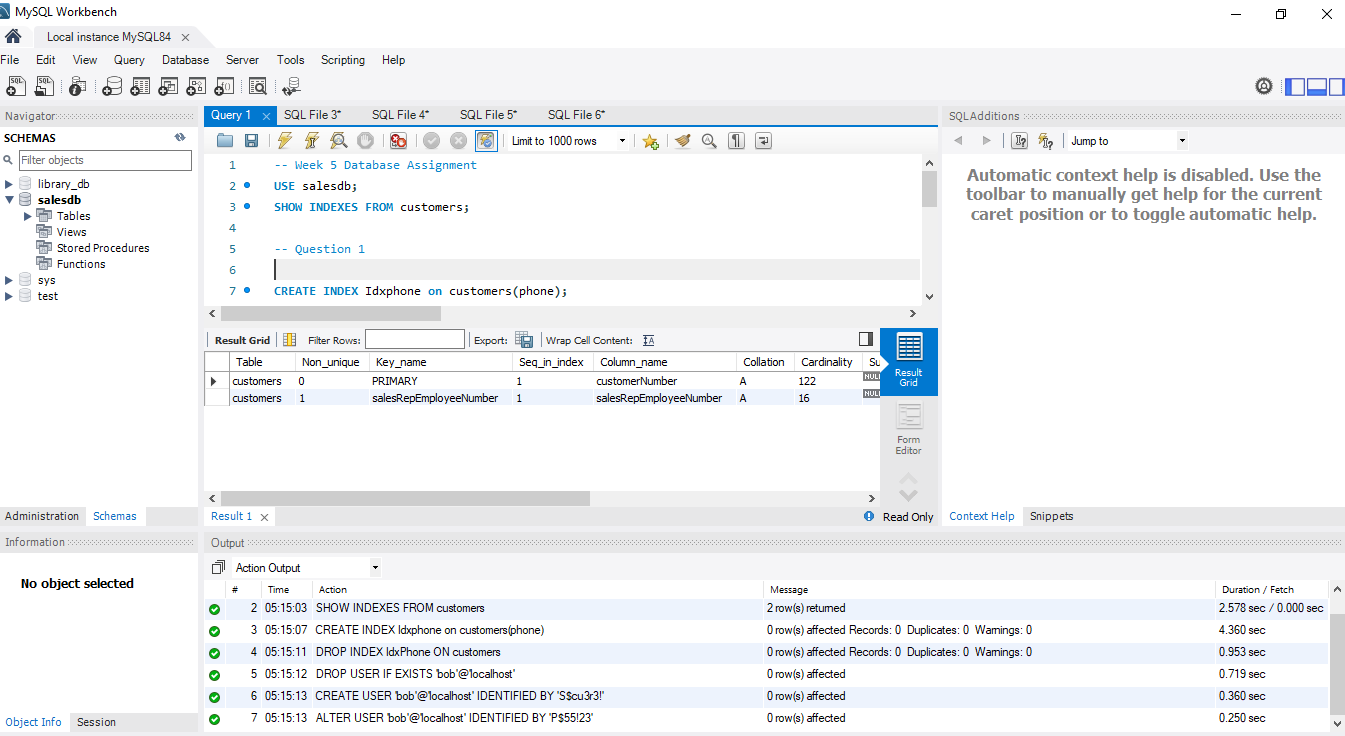 MySQL Workbench
Local instance MySQL84
File Edit View Query Database Server Tools Scripting Help
Navigator
SCHEMAS
Filter objects
library_db
salesdb
Tables
Views
Stored Procedures
Functions
sys
test
Administration Schemas
Information
No object selected
Object Info Session
Query 1 SQL File 3* SQL File 4* SQL File 5* SQL File 6*
Limit to 1000 rows
1 -- Week 5 Database Assignment
2 USE salesdb;
3 SHOW INDEXES FROM customers;
4
5 -- Question 1
6
7 CREATE INDEX Idxphone on customers(phone);
Result Grid Filter Rows: Export: Wrap Cell Content:
Table Non_unique Key_name Seq_in_index Column_name Collation Cardinality Su
customers 0 PRIMARY 1 customerNumber A 122 NULL
customers 1 salesRepEmployeeNumber 1 salesRepEmployeeNumber A 16 NULL
Result Grid
Form Editor
Result 1
Read Only
SQLAdditions
Jump to
Automatic context help is disabled. Use the
toolbar to manually get help for the current
caret position or to toggle automatic help.
Context Help Snippets
Output
Action Output
# Time Action Message Duration / Fetch
2 05:15:03 SHOW INDEXES FROM customers 2 row(s) returned 2.578 sec / 0.000 sec
3 05:15:07 CREATE INDEX Idxphone on customers(phone) 0 row(s) affected Records: 0 Duplicates: 0 Warnings: 0 4.360 sec
4 05:15:11 DROP INDEX IdxPhone ON customers 0 row(s) affected Records: 0 Duplicates: 0 Warnings: 0 0.953 sec
5 05:15:12 DROP USER IF EXISTS 'bob'@'localhost' 0 row(s) affected 0.719 sec
6 05:15:13 CREATE USER 'bob'@'localhost' IDENTIFIED BY 'S$cu3r3!' 0 row(s) affected 0.360 sec
7 05:15:13 ALTER USER 'bob'@'localhost' IDENTIFIED BY 'P$55!23' 0 row(s) affected 0.250 sec